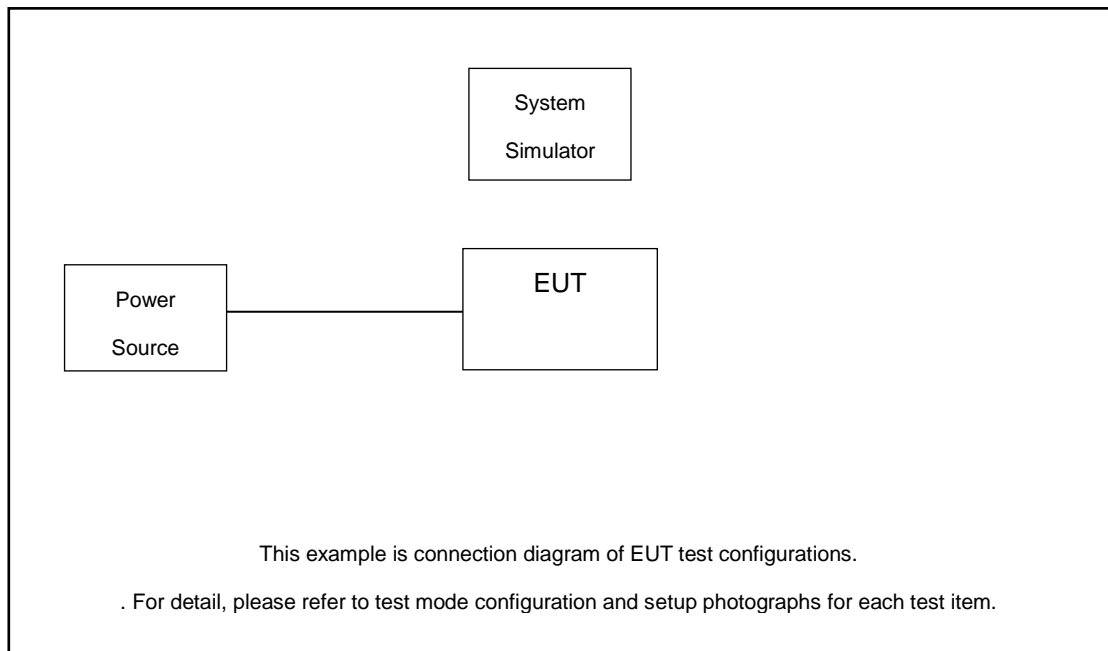 System
Simulator
EUT
Power
Source
This example is connection diagram of EUT test configurations.
. For detail, please refer to test mode configuration and setup photographs for each test item.